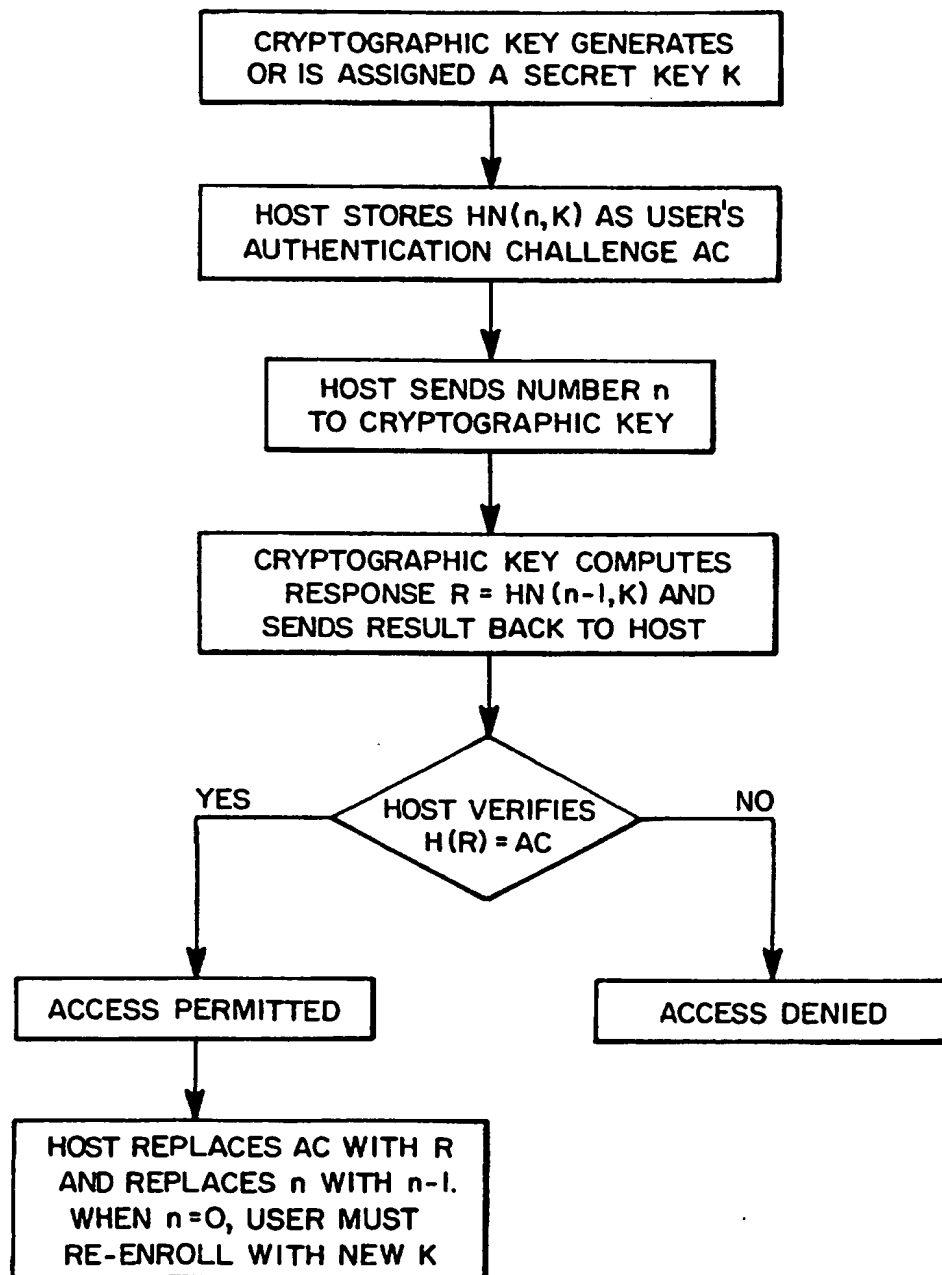 CRYPTOGRAPHIC KEY GENERATES
OR IS ASSIGNED A SECRET KEY K
HOST STORES HN(n,K) AS USER'S
AUTHENTICATION CHALLENGE AC
HOST SENDS NUMBER n
TO CRYPTOGRAPHIC KEY
CRYPTOGRAPHIC KEY COMPUTES
RESPONSE R = HN(n-1,K) AND
SENDS RESULT BACK TO HOST
YES
HOST VERIFIES
H(R) = AC
NO
ACCESS PERMITTED
ACCESS DENIED
HOST REPLACES AC WITH R
AND REPLACES n WITH n-1.
WHEN n=0, USER MUST
RE-ENROLL WITH NEW K